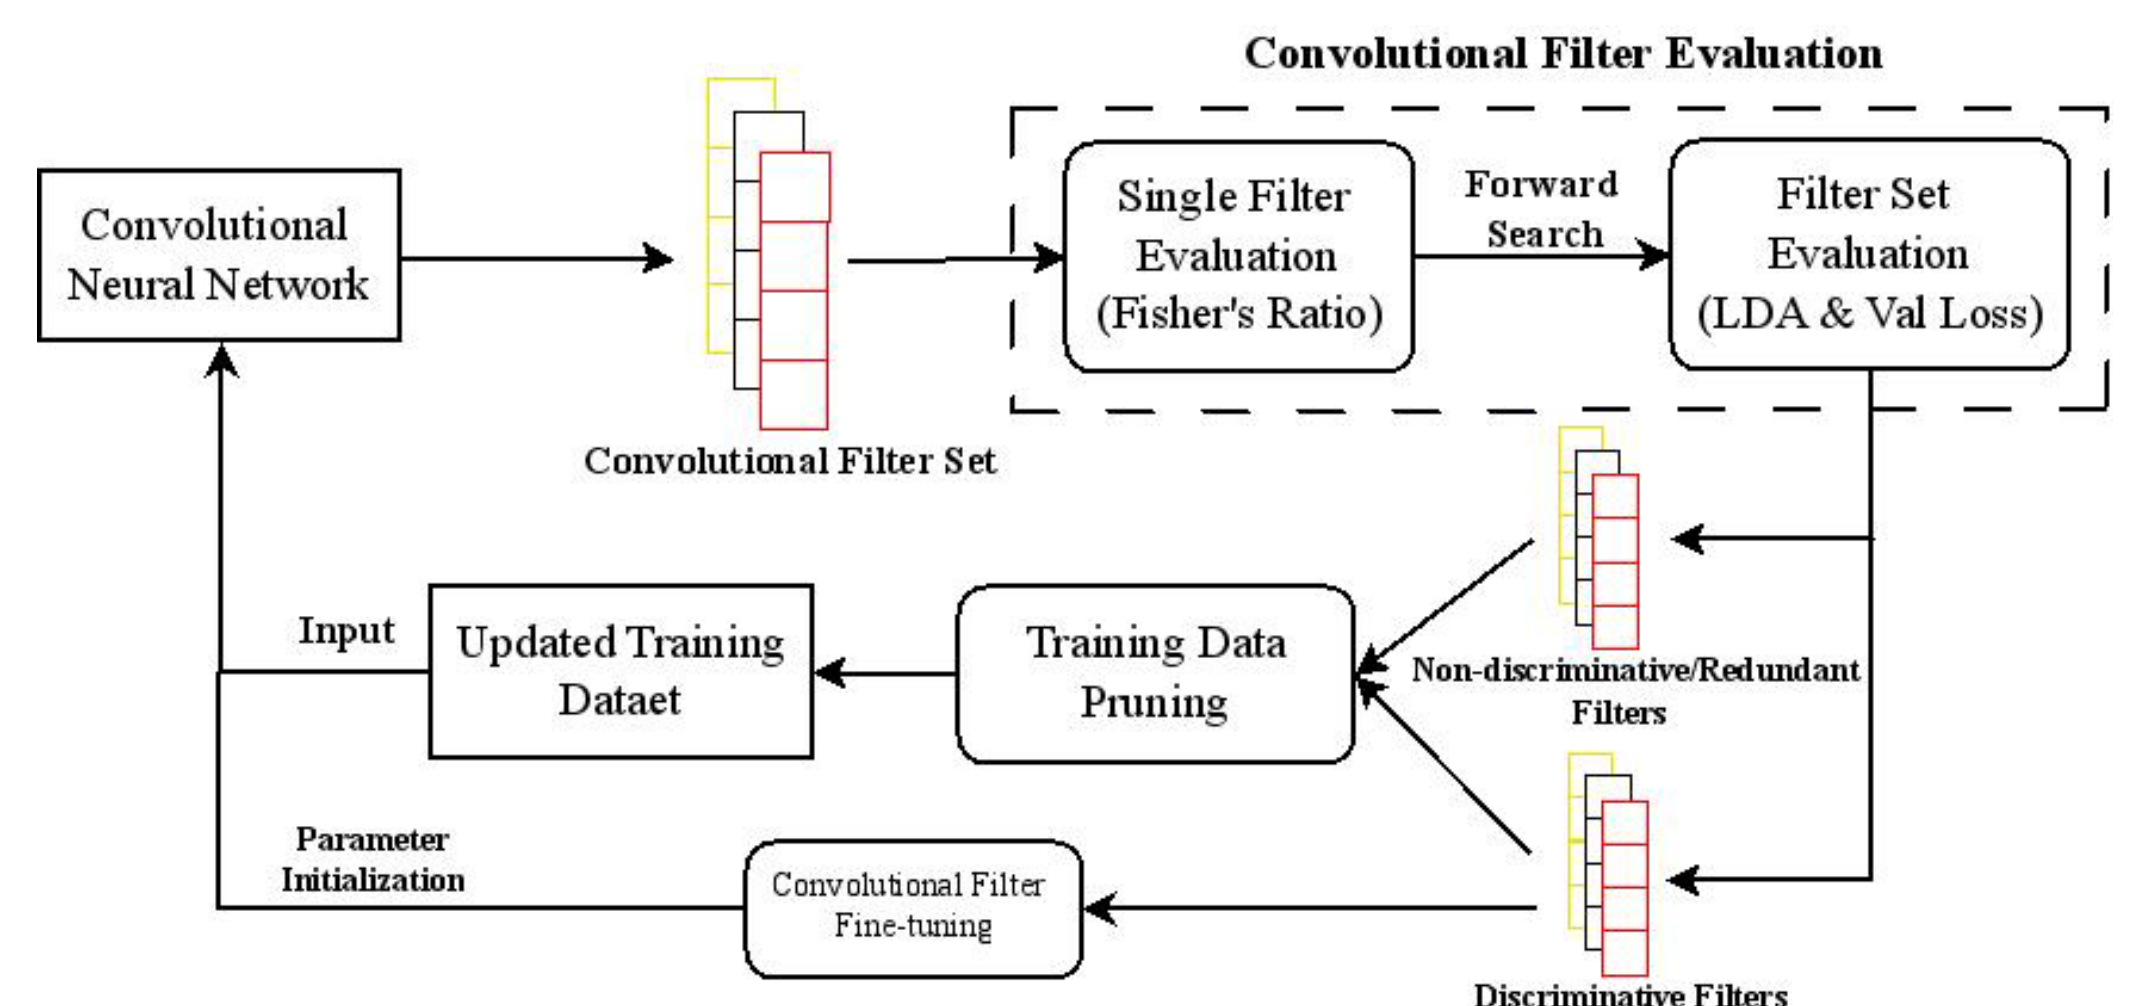 Convolutional Filter Evaluation
Convolutional
Neural Network
Single Filter
Evaluation
(Fisher's Ratio)
Forward
Search
Filter Set
Evaluation
(LDA & Val Loss)
Convolutional Filter Set
Input
Updated Training
Dataet
Training Data
Pruning
Non-discriminative/Redundant
Filters
Parameter
Initialization
Convolutional Filter
Fine-tuning
Discriminative Filters